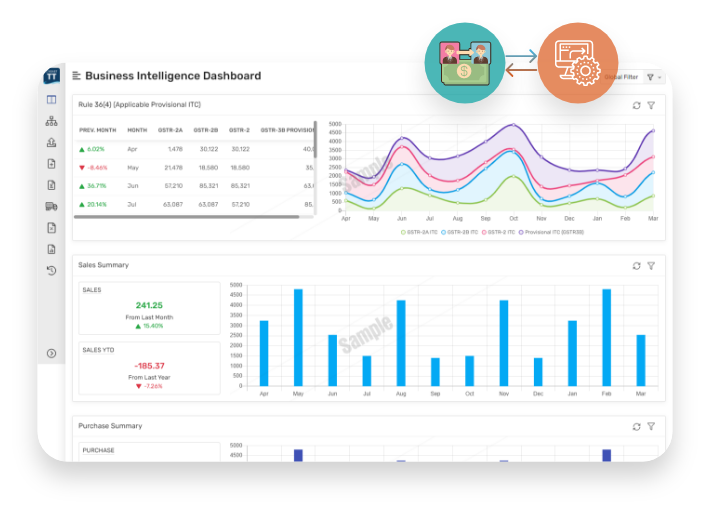 TT
Business Intelligence Dashboard
Global Filter
Rule 36(4) (Applicable Provisional ITC)
PREV. MONTH MONTH GSTR-2A GSTR-2B GSTR-2 GSTR-3B PROVISION
6.02% Apr 1,478 30,122 30,122 40,
-8.46% May 21,478 18,580 18,580 35,
36.71% Jun 57,210 85,321 85,321 63,
20.14% Jul 63,087 63,087 57,210 85,
5000
4500
4000
3500
3000
2500
2000
1500
1000
500
0
Sample
Apr May Jun Jul Aug Sep Oct Nov Dec Jan Feb Mar
GSTR-2A ITC GSTR-2B ITC GSTR-2 ITC Provisional ITC (GSTR3B)
Sales Summary
SALES
241.25
From Last Month
15.40%
SALES YTD
-185.37
From Last Year
-7.26%
5000
4500
4000
3500
3000
2500
2000
1500
1000
500
0
Sample
Apr May Jun Jul Aug Sep Oct Nov Dec Jan Feb Mar
Purchase Summary
PURCHASE
5000
4500